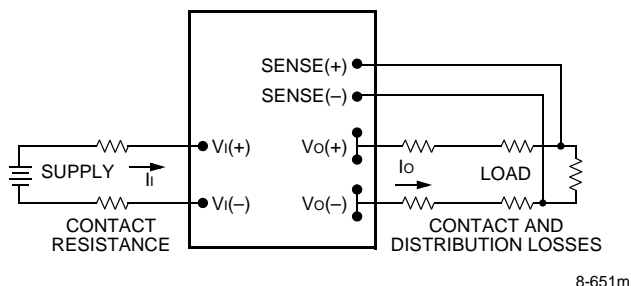 SENSE(+)
SENSE(–)
VI(+)
VO(+)
SUPPLY
II
IO
LOAD
VI(–)
VO(–)
CONTACT
RESISTANCE
CONTACT AND
DISTRIBUTION LOSSES
8-651m